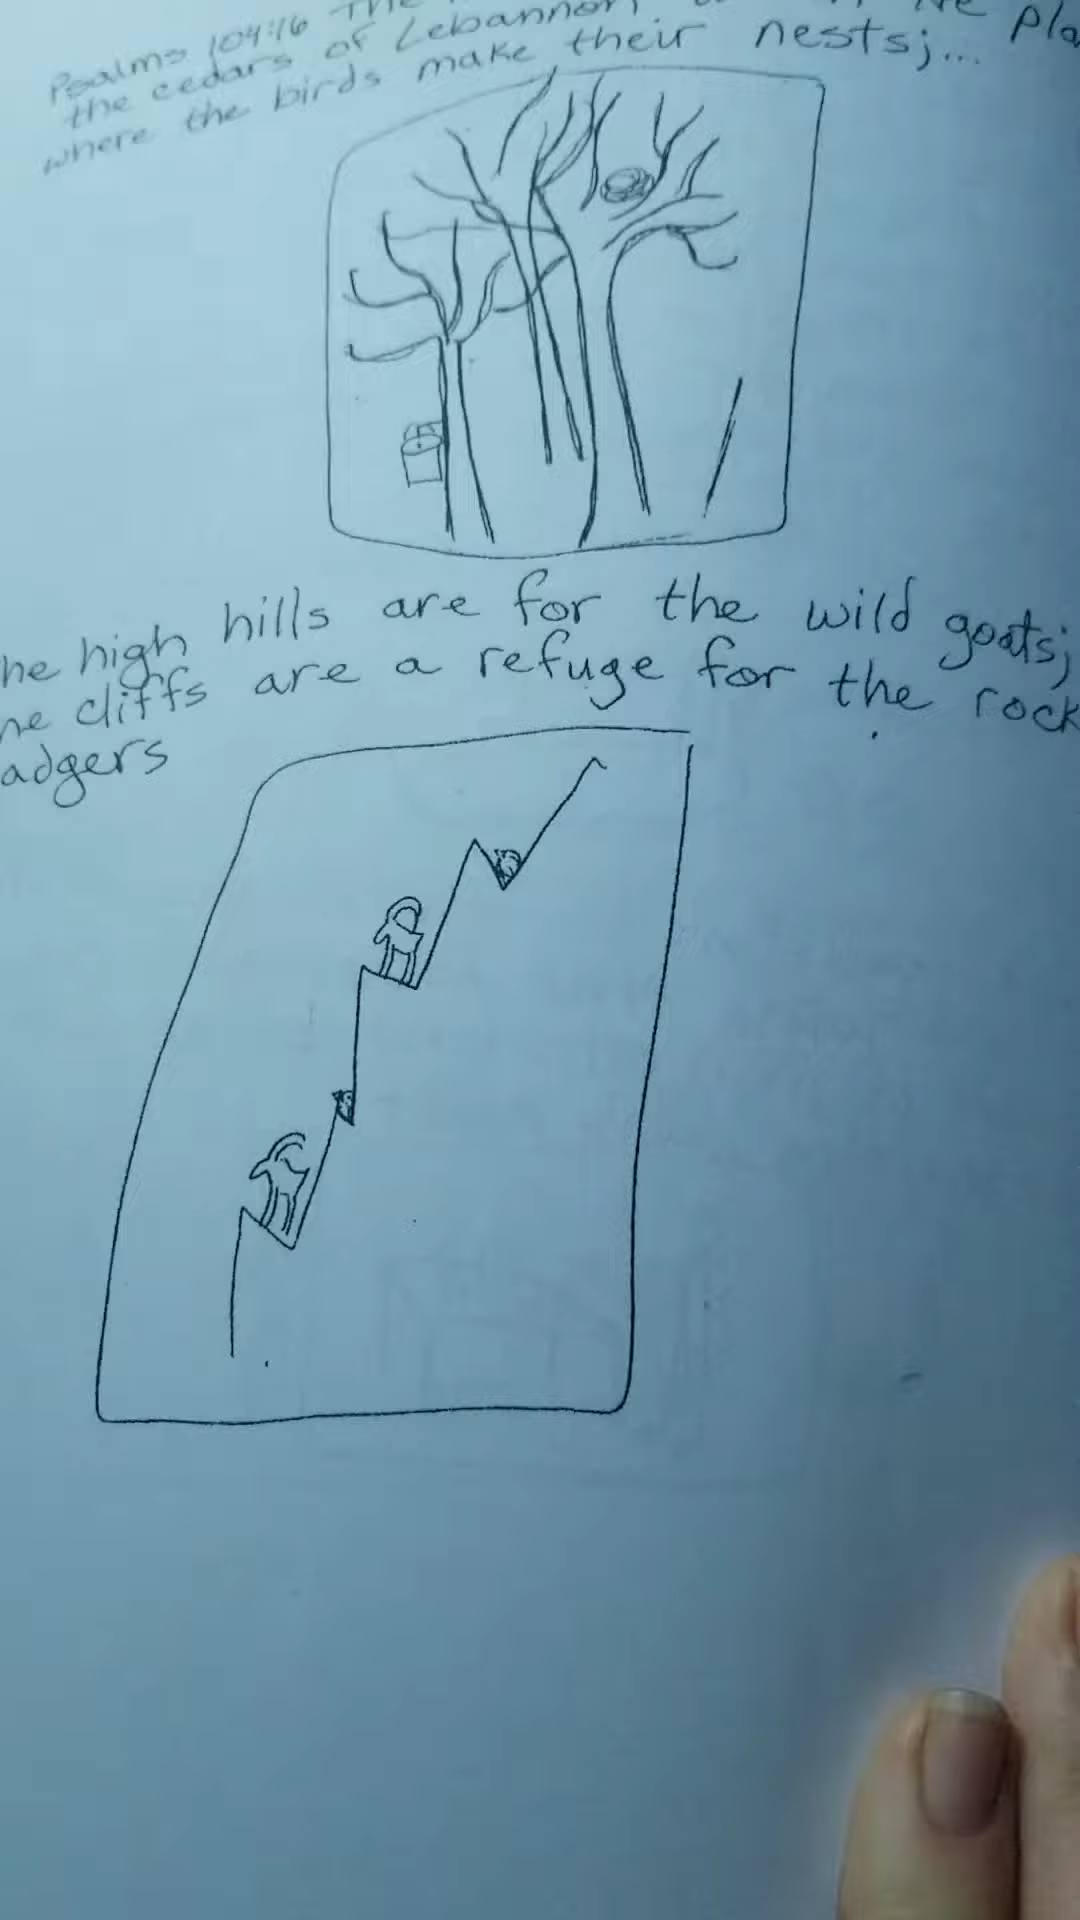 Psalms 104:16 The
the cedars of Lebannon,
where the birds make their nests;...
he high hills are for the wild goats;
he cliffs are a refuge for the rock
adgers